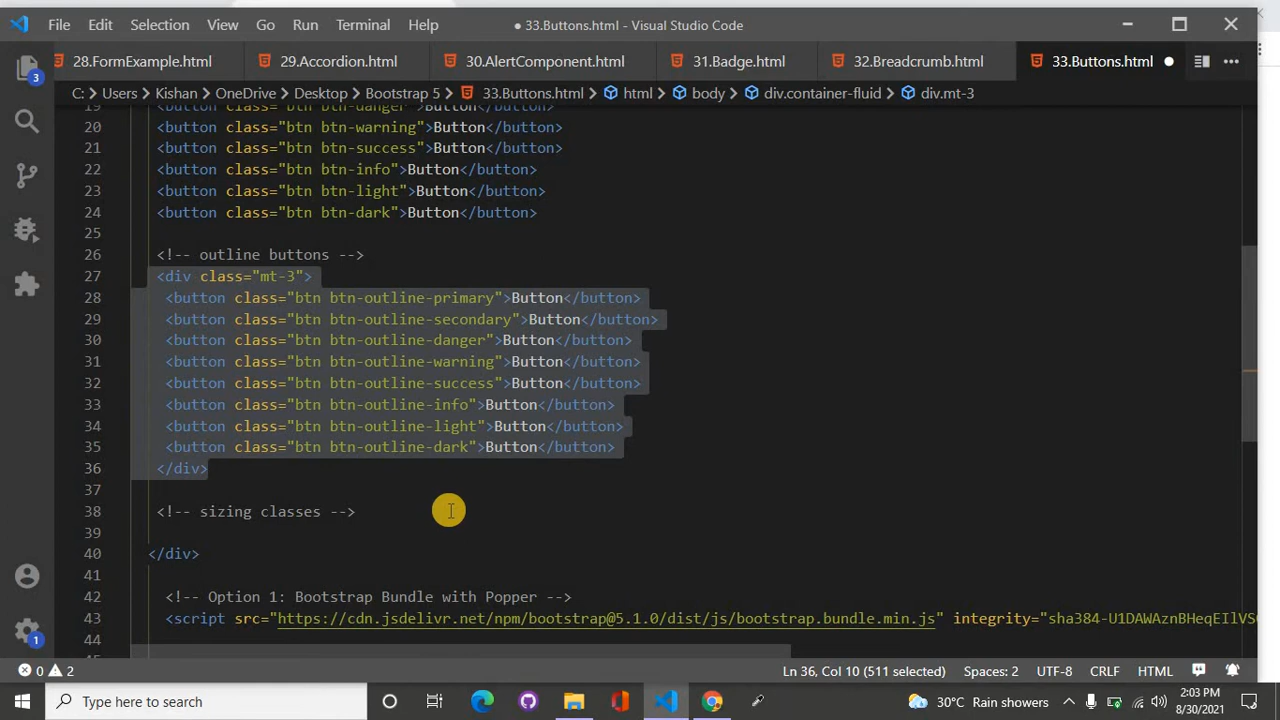 File Edit Selection View Go Run Terminal Help
● 33.Buttons.html - Visual Studio Code
28.FormExample.html 29.Accordion.html 30.AlertComponent.html 31.Badge.html 32.Breadcrumb.html 33.Buttons.html
C: > Users > Kishan > OneDrive > Desktop > Bootstrap 5 > 33.Buttons.html > html > body > div.container-fluid > div.mt-3
19 <button class="btn btn-danger">Button</button>
20 <button class="btn btn-warning">Button</button>
21 <button class="btn btn-success">Button</button>
22 <button class="btn btn-info">Button</button>
23 <button class="btn btn-light">Button</button>
24 <button class="btn btn-dark">Button</button>
25
26 <!-- outline buttons -->
27 <div class="mt-3">
28 <button class="btn btn-outline-primary">Button</button>
29 <button class="btn btn-outline-secondary">Button</button>
30 <button class="btn btn-outline-danger">Button</button>
31 <button class="btn btn-outline-warning">Button</button>
32 <button class="btn btn-outline-success">Button</button>
33 <button class="btn btn-outline-info">Button</button>
34 <button class="btn btn-outline-light">Button</button>
35 <button class="btn btn-outline-dark">Button</button>
36 </div>
37
38 <!-- sizing classes -->
39
40 </div>
41
42 <!-- Option 1: Bootstrap Bundle with Popper -->
43 <script src="https://cdn.jsdelivr.net/npm/bootstrap@5.1.0/dist/js/bootstrap.bundle.min.js" integrity="sha384-U1DAWAznBHeqEIlVS
44
3
1
0 2 Ln 36, Col 10 (511 selected) Spaces: 2 UTF-8 CRLF HTML
Type here to search 30°C Rain showers 2:03 PM
8/30/2021